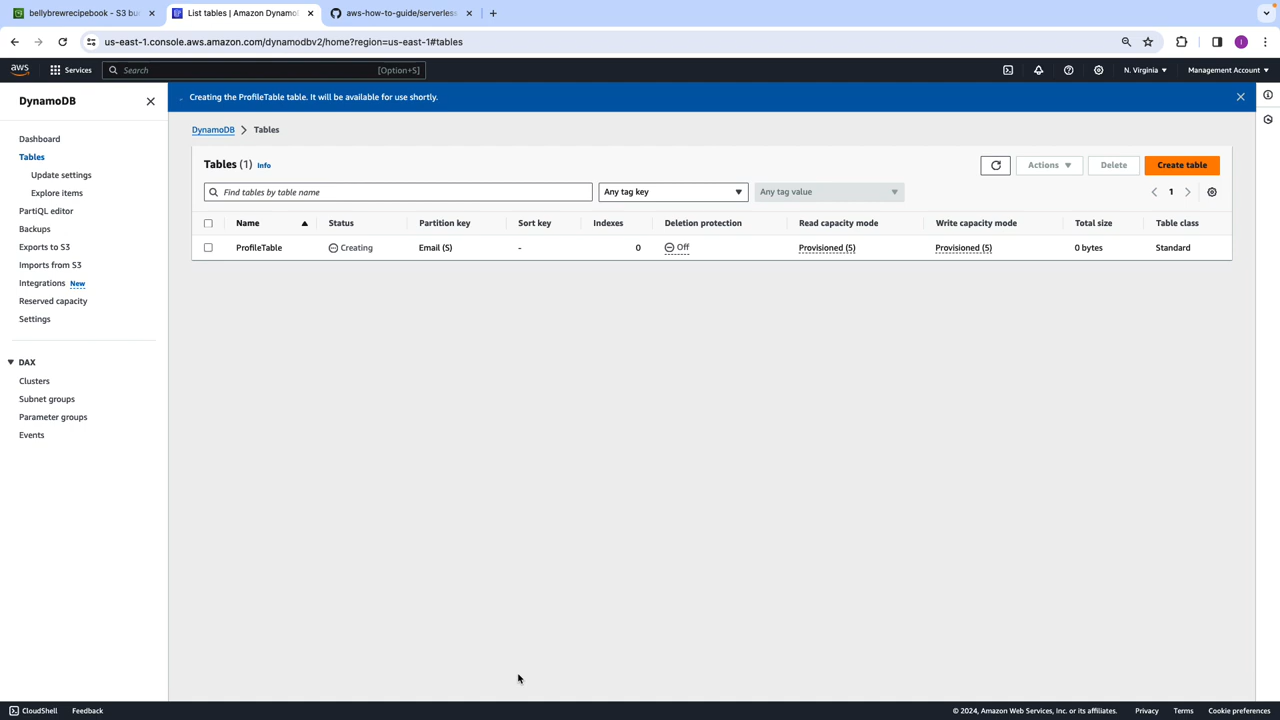 bellybrewrecipebook - S3 bu
List tables | Amazon Dynamo
aws-how-to-guide/serverless
us-east-1.console.aws.amazon.com/dynamodbv2/home?region=us-east-1#tables
aws
Services
Search
[Option+S]
N. Virginia
Management Account
DynamoDB
Creating the ProfileTable table. It will be available for use shortly.
Dashboard
Tables
Update settings
Explore items
PartiQL editor
Backups
Exports to S3
Imports from S3
Integrations New
Reserved capacity
Settings
DAX
Clusters
Subnet groups
Parameter groups
Events
DynamoDB > Tables
Tables (1) Info
Actions
Delete
Create table
Find tables by table name
Any tag key
Any tag value
1
Name Status Partition key Sort key Indexes Deletion protection Read capacity mode Write capacity mode Total size Table class
ProfileTable Creating Email (S) - 0 Off Provisioned (5) Provisioned (5) 0 bytes Standard
CloudShell
Feedback
© 2024, Amazon Web Services, Inc. or its affiliates.
Privacy
Terms
Cookie preferences